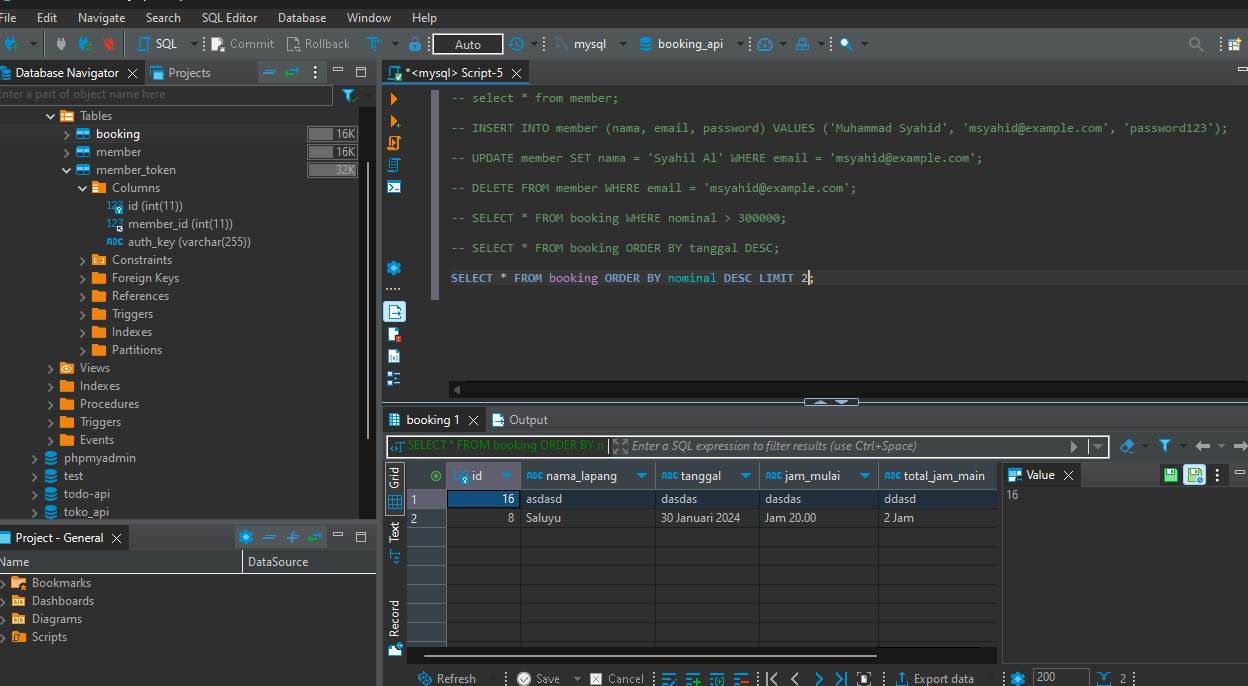 File Edit Navigate Search SQL Editor Database Window Help
SQL Commit Rollback Auto mysql booking_api
Database Navigator Projects
Enter a part of object name here
Tables
booking 16K
member 16K
member_token 32K
Columns
id (int(11))
member_id (int(11))
auth_key (varchar(255))
Constraints
Foreign Keys
References
Triggers
Indexes
Partitions
Views
Indexes
Procedures
Triggers
Events
phpmyadmin
test
todo-api
toko_api
Project - General
Name DataSource
Bookmarks
Dashboards
Diagrams
Scripts
*<mysql> Script-5
-- select * from member;
-- INSERT INTO member (nama, email, password) VALUES ('Muhammad Syahid', 'msyahid@example.com', 'password123');
-- UPDATE member SET nama = 'Syahil Al' WHERE email = 'msyahid@example.com';
-- DELETE FROM member WHERE email = 'msyahid@example.com';
-- SELECT * FROM booking WHERE nominal > 300000;
-- SELECT * FROM booking ORDER BY tanggal DESC;
SELECT * FROM booking ORDER BY nominal DESC LIMIT 2;
booking 1 Output
SELECT * FROM booking ORDER BY n Enter a SQL expression to filter results (use Ctrl+Space)
Grid
Text
Record
123 id ABC nama_lapang ABC tanggal ABC jam_mulai ABC total_jam_main
1 16 asdasd dasdas dasdas ddasd
2 8 Saluyu 30 Januari 2024 Jam 20.00 2 Jam
Value
16
Refresh Save Cancel Export data 200 2